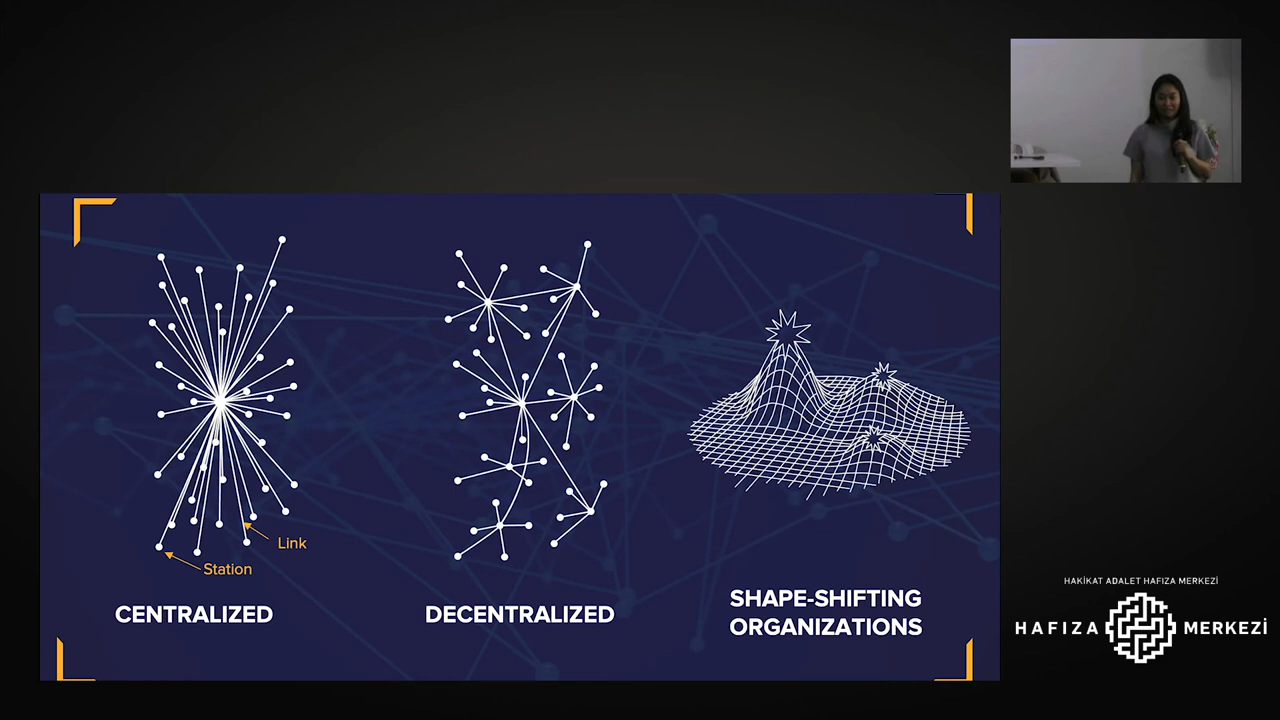 Link
Station
CENTRALIZED
DECENTRALIZED
SHAPE-SHIFTING
ORGANIZATIONS
HAKİKAT ADALET HAFIZA MERKEZİ
HAFIZA MERKEZİ